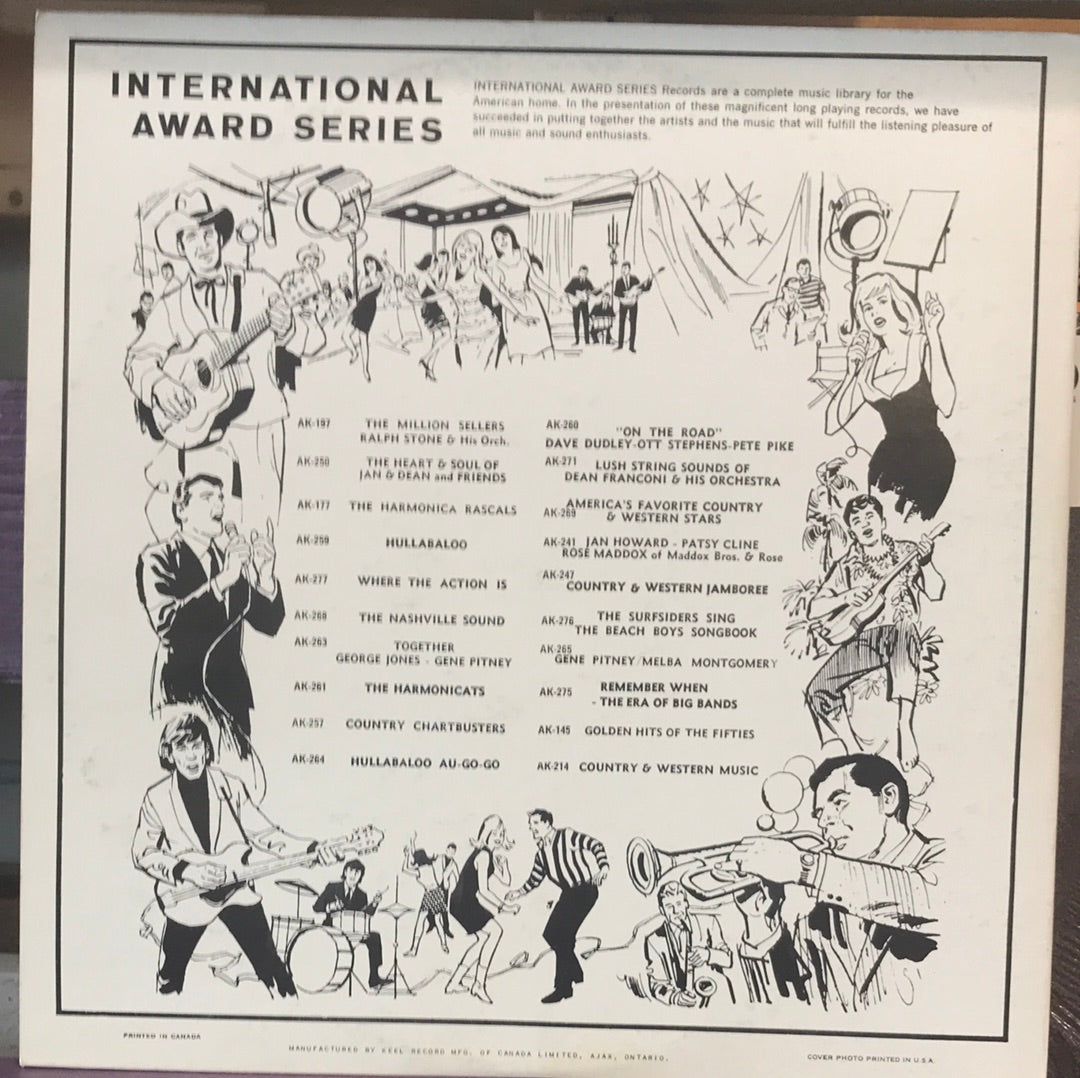 INTERNATIONAL
AWARD SERIES
INTERNATIONAL AWARD SERIES Records are a complete music library for the
American home. In the presentation of these magnificent long playing records, we have
succeeded in putting together the artists and the music that will fulfill the listening pleasure of
all music and sound enthusiasts.
AK-197 THE MILLION SELLERS
RALPH STONE & His Orch.
AK-250 THE HEART & SOUL OF
JAN & DEAN and FRIENDS
AK-177 THE HARMONICA RASCALS
AK-259 HULLABALOO
AK-277 WHERE THE ACTION IS
AK-268 THE NASHVILLE SOUND
AK-263 TOGETHER
GEORGE JONES - GENE PITNEY
AK-261 THE HARMONICATS
AK-257 COUNTRY CHARTBUSTERS
AK-264 HULLABALOO AU-GO-GO
AK-260 "ON THE ROAD"
DAVE DUDLEY-OTT STEPHENS-PETE PIKE
AK-271 LUSH STRING SOUNDS OF
DEAN FRANCONI & HIS ORCHESTRA
AMERICA'S FAVORITE COUNTRY
AK-269 & WESTERN STARS
AK-241 JAN HOWARD - PATSY CLINE
ROSE MADDOX of Maddox Bros. & Rose
AK-247
COUNTRY & WESTERN JAMBOREE
AK-276 THE SURFSIDERS SING
THE BEACH BOYS SONGBOOK
AK-265
GENE PITNEY/MELBA MONTGOMERY
AK-275 REMEMBER WHEN
- THE ERA OF BIG BANDS
AK-145 GOLDEN HITS OF THE FIFTIES
AK-214 COUNTRY & WESTERN MUSIC
PRINTED IN CANADA
MANUFACTURED BY KEEL RECORD MFG. OF CANADA LIMITED, AJAX, ONTARIO.
COVER PHOTO PRINTED IN U.S.A.